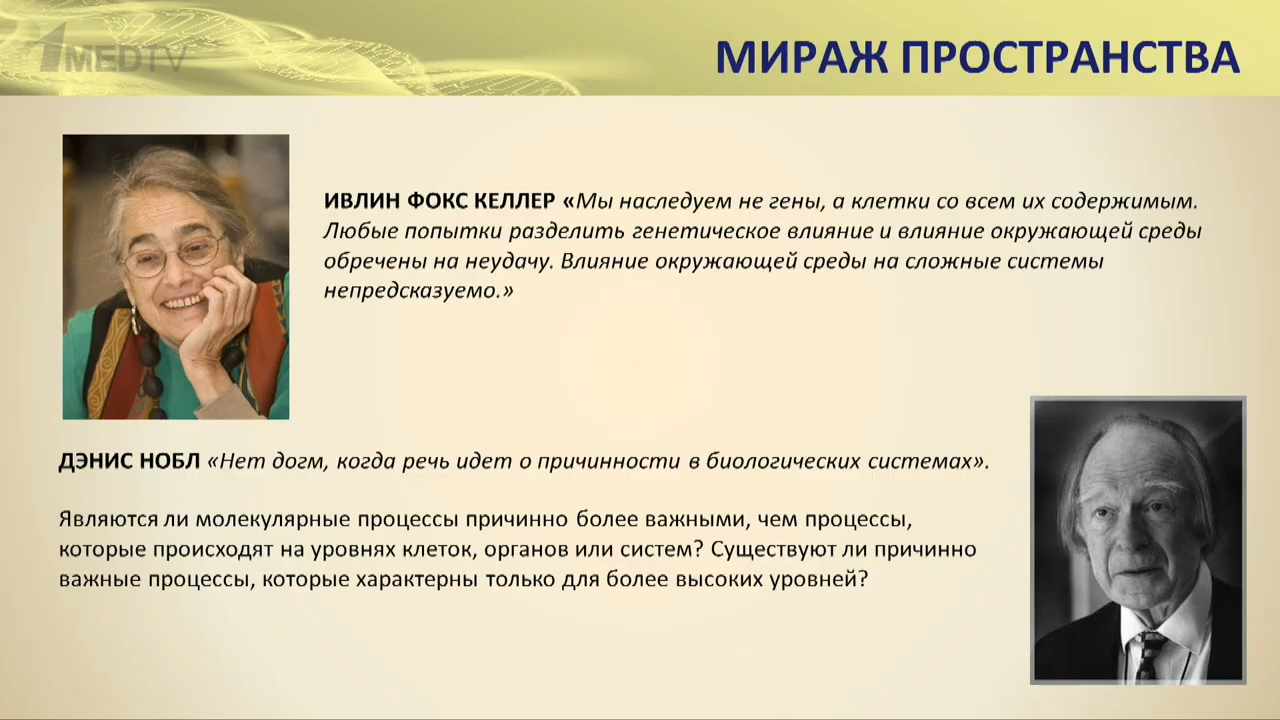 1MEDTV
МИРАЖ ПРОСТРАНСТВА
ИВЛИН ФОКС КЕЛЛЕР «Мы наследуем не гены, а клетки со всем их содержимым.
Любые попытки разделить генетическое влияние и влияние окружающей среды
обречены на неудачу. Влияние окружающей среды на сложные системы
непредсказуемо.»
ДЭНИС НОБЛ «Нет догм, когда речь идет о причинности в биологических системах».
Являются ли молекулярные процессы причинно более важными, чем процессы,
которые происходят на уровнях клеток, органов или систем? Существуют ли причинно
важные процессы, которые характерны только для более высоких уровней?